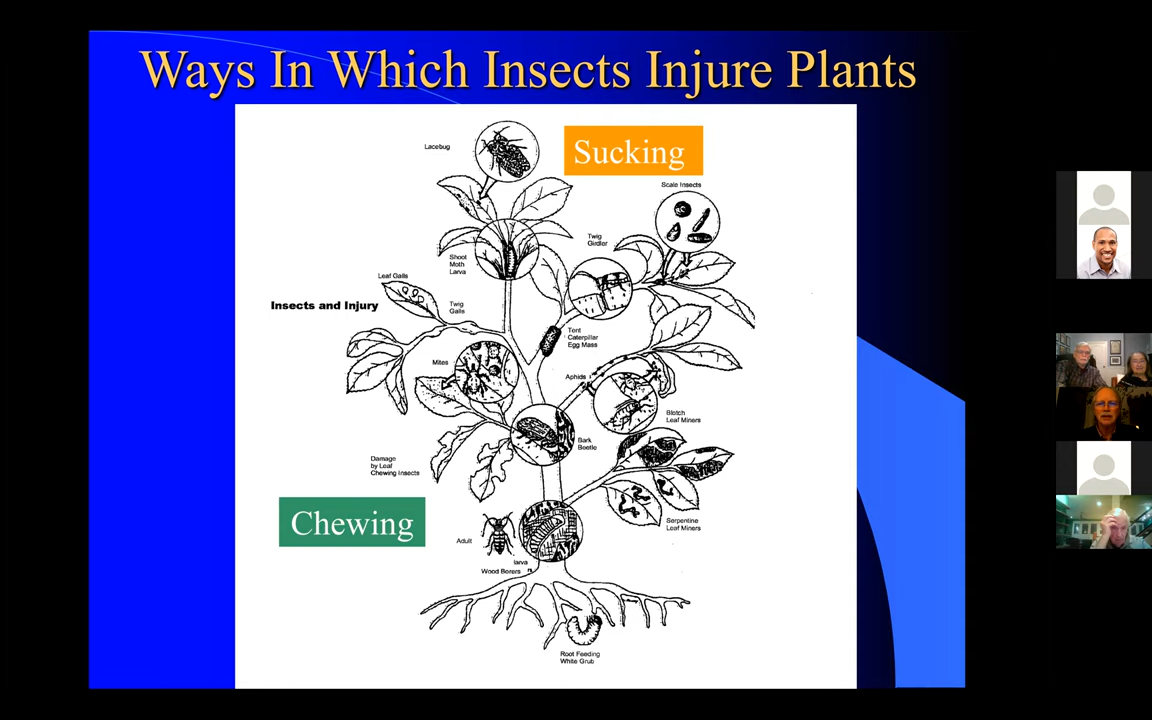 Ways In Which Insects Injure Plants
Lacebug
Sucking
Scale Insects
Twig
Girdler
Shoot
Moth
Larva
Leaf Galls
Insects and Injury
Twig
Galls
Tent
Caterpillar
Egg Mass
Mites
Aphids
Blotch
Leaf Miners
Bark
Beetle
Damage
by Leaf
Chewing Insects
Chewing
Serpentine
Leaf Miners
Adult
larva
Wood Borers
Root Feeding
White Grub